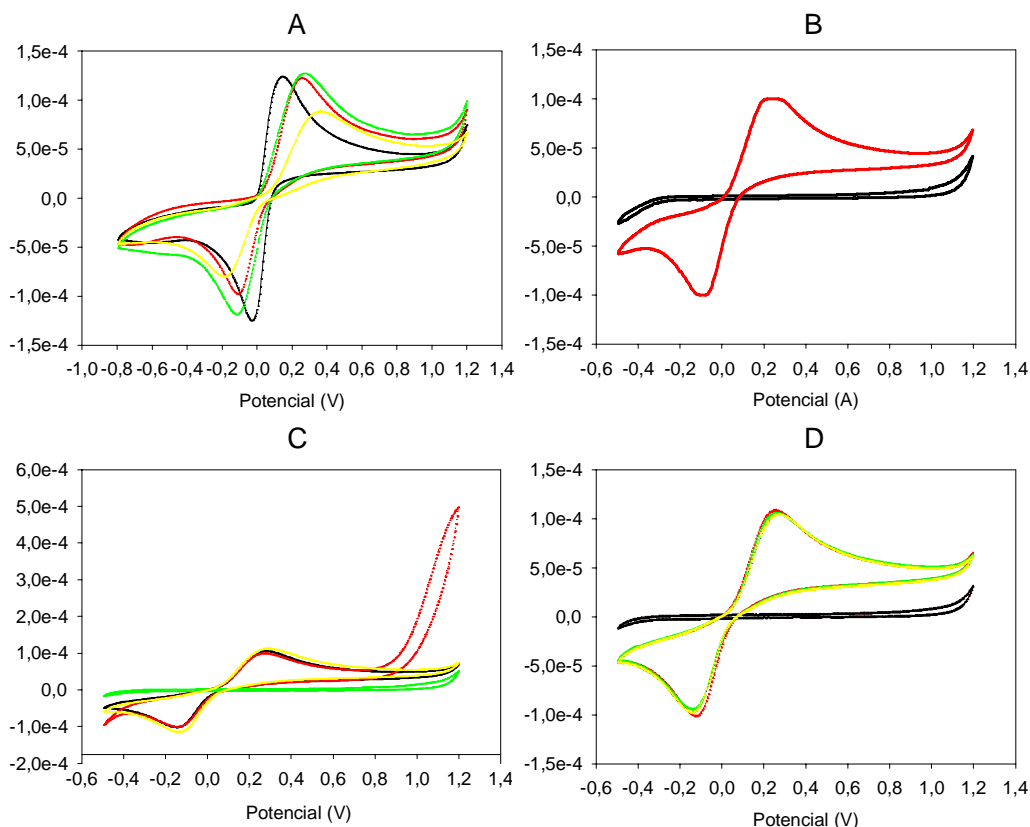 A
1,5e-4
1,0e-4
5,0e-5
0,0
-5,0e-5
-1,0e-4
-1,5e-4
-1,0 -0,8 -0,6 -0,4 -0,2 0,0 0,2 0,4 0,6 0,8 1,0 1,2 1,4
Potencial (V)
B
1,5e-4
1,0e-4
5,0e-5
0,0
-5,0e-5
-1,0e-4
-1,5e-4
-0,6 -0,4 -0,2 0,0 0,2 0,4 0,6 0,8 1,0 1,2 1,4
Potencial (A)
C
6,0e-4
5,0e-4
4,0e-4
3,0e-4
2,0e-4
1,0e-4
0,0
-1,0e-4
-2,0e-4
-0,6 -0,4 -0,2 0,0 0,2 0,4 0,6 0,8 1,0 1,2 1,4
Potencial (V)
D
1,5e-4
1,0e-4
5,0e-5
0,0
-5,0e-5
-1,0e-4
-1,5e-4
-0,6 -0,4 -0,2 0,0 0,2 0,4 0,6 0,8 1,0 1,2 1,4
Potencial (V)